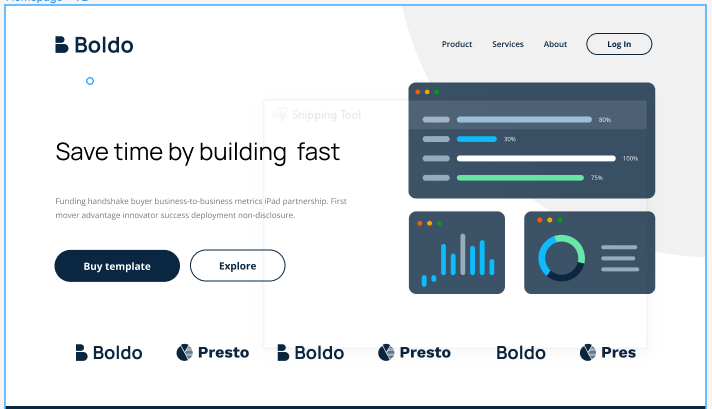 Homepage - V2
Boldo
Product Services About Log In
Snipping Tool
80%
30%
100%
75%
Save time by building fast
Funding handshake buyer business-to-business metrics iPad partnership. First
mover advantage innovator success deployment non-disclosure.
Buy template Explore
Boldo Presto Boldo Presto Boldo Pres